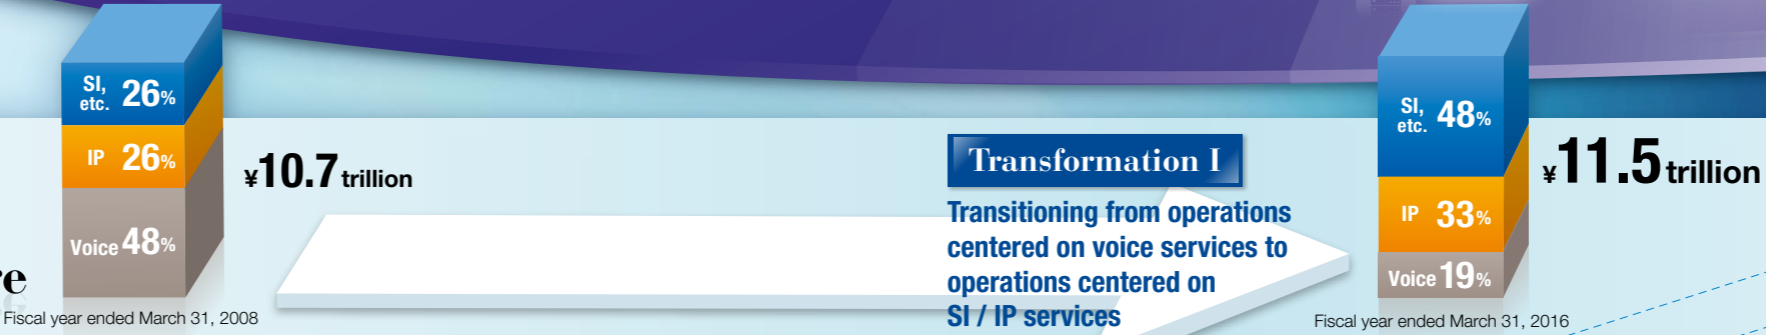 SI,
etc. 26%
IP 26%
Voice 48%
¥10.7 trillion
Fiscal year ended March 31, 2008
Transformation I
Transitioning from operations
centered on voice services to
operations centered on
SI / IP services
SI,
etc. 48%
IP 33%
Voice 19%
¥11.5 trillion
Fiscal year ended March 31, 2016